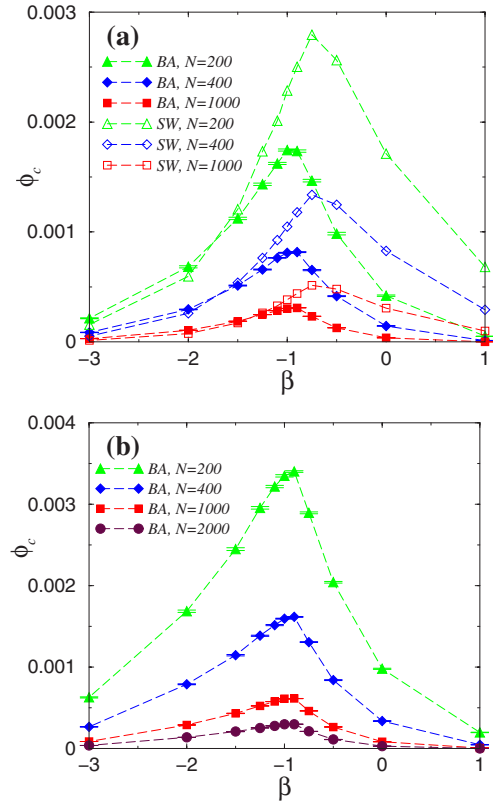 0.003
(a)
BA, N=200
BA, N=400
BA, N=1000
SW, N=200
SW, N=400
SW, N=1000
0.002
ϕc
0.001
0
−3 −2 −1 0 1
β
0.004
(b)
BA, N=200
BA, N=400
BA, N=1000
BA, N=2000
0.003
ϕc
0.002
0.001
0
−3 −2 −1 0 1
β